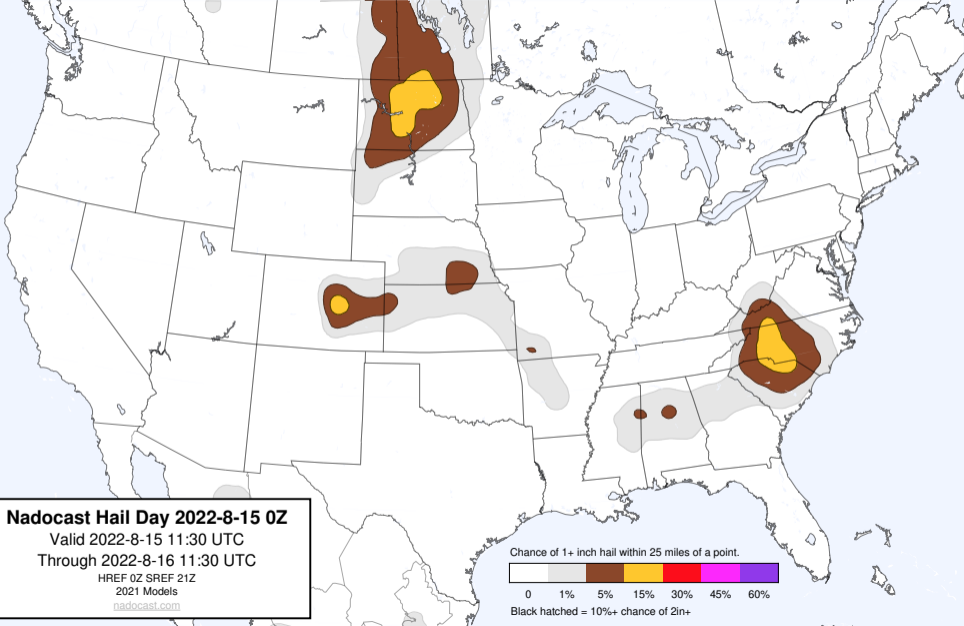 Nadocast Hail Day 2022-8-15 0Z
Valid 2022-8-15 11:30 UTC
Through 2022-8-16 11:30 UTC
HREF 0Z SREF 21Z
2021 Models
nadocast.com
Chance of 1+ inch hail within 25 miles of a point.
0 1% 5% 15% 30% 45% 60%
Black hatched = 10%+ chance of 2in+